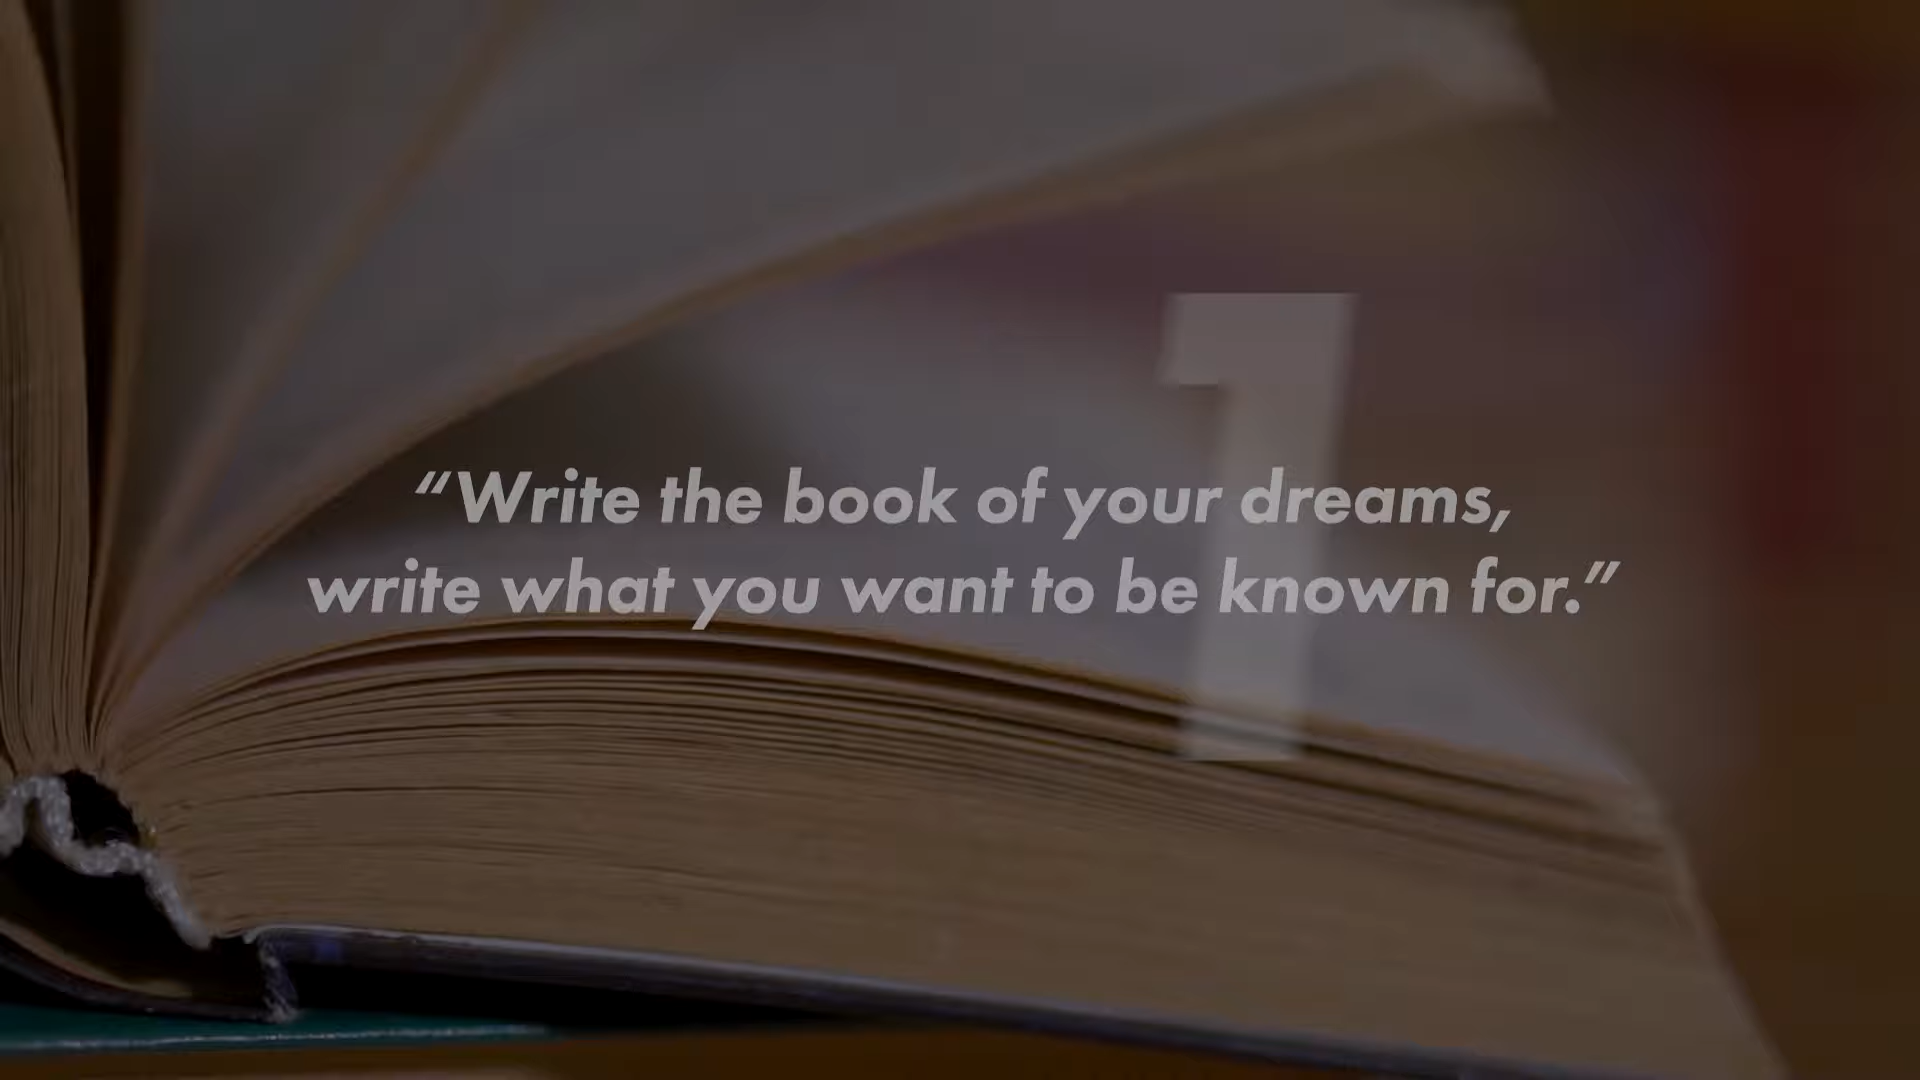 1
“Write the book of your dreams,
write what you want to be known for.”